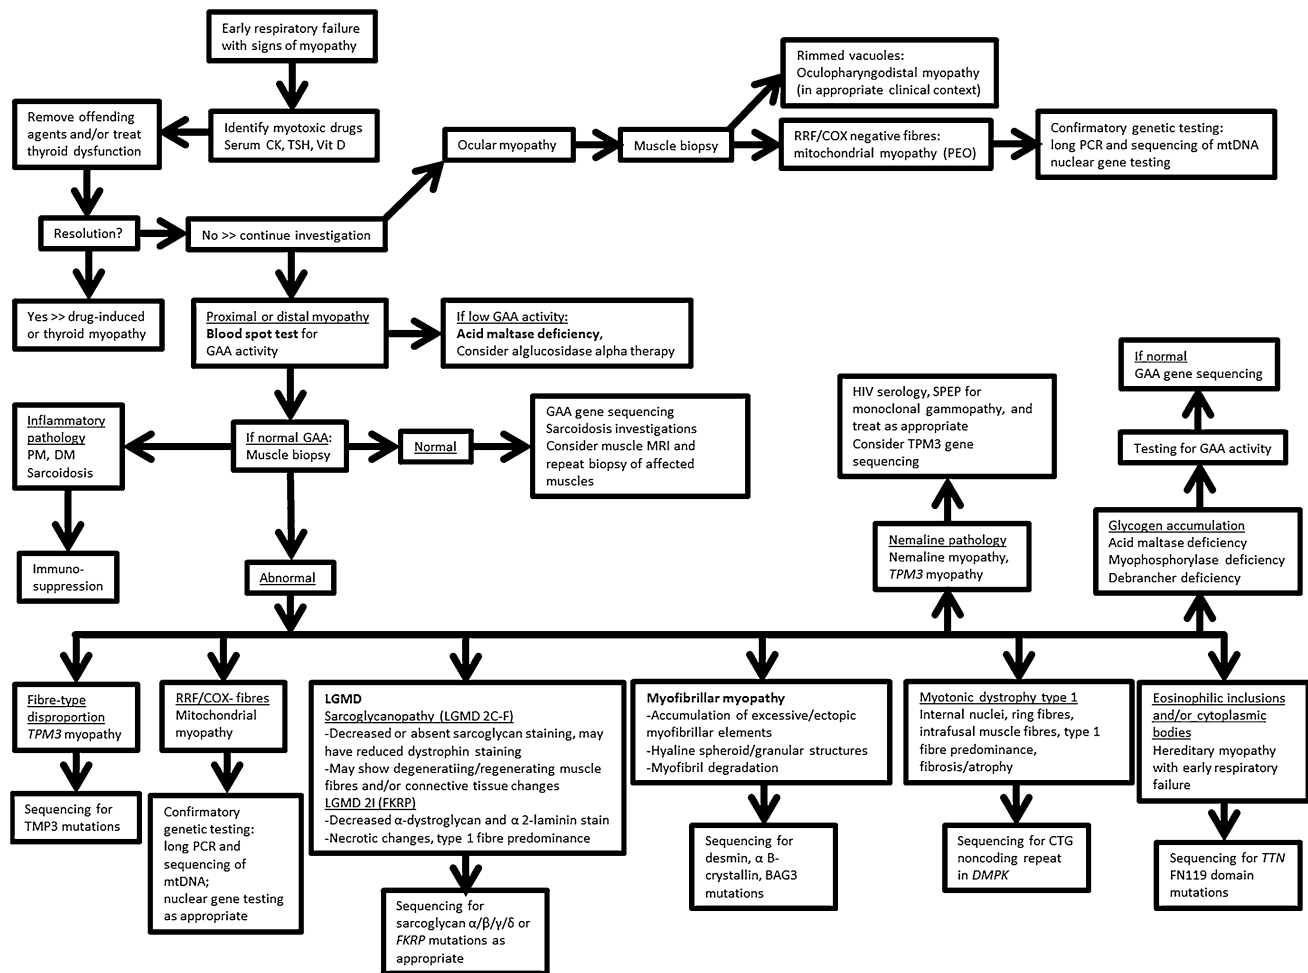 Early respiratory failure
with signs of myopathy
Remove offending
agents and/or treat
thyroid dysfunction
Identify myotoxic drugs
Serum CK, TSH, Vit D
Ocular myopathy
Muscle biopsy
Rimmed vacuoles:
Oculopharyngodistal myopathy
(in appropriate clinical context)
RRF/COX negative fibres:
mitochondrial myopathy (PEO)
Confirmatory genetic testing:
long PCR and sequencing of mtDNA
nuclear gene testing
Resolution?
No >> continue investigation
Yes >> drug-induced
or thyroid myopathy
Proximal or distal myopathy
Blood spot test for
GAA activity
If low GAA activity:
Acid maltase deficiency,
Consider alglucosidase alpha therapy
Inflammatory
pathology
PM, DM
Sarcoidosis
If normal GAA:
Muscle biopsy
Normal
GAA gene sequencing
Sarcoidosis investigations
Consider muscle MRI and
repeat biopsy of affected
muscles
HIV serology, SPEP for
monoclonal gammopathy, and
treat as appropriate
Consider TPM3 gene
sequencing
If normal
GAA gene sequencing
Testing for GAA activity
Immuno-
suppression
Abnormal
Nemaline pathology
Nemaline myopathy,
TPM3 myopathy
Glycogen accumulation
Acid maltase deficiency
Myophosphorylase deficiency
Debrancher deficiency
Fibre-type
disproportion
TPM3 myopathy
RRF/COX- fibres
Mitochondrial
myopathy
LGMD
Sarcoglycanopathy (LGMD 2C-F)
-Decreased or absent sarcoglycan staining, may
have reduced dystrophin staining
-May show degeneratiing/regenerating muscle
fibres and/or connective tissue changes
LGMD 2I (FKRP)
-Decreased α-dystroglycan and α 2-laminin stain
-Necrotic changes, type 1 fibre predominance
Myofibrillar myopathy
-Accumulation of excessive/ectopic
myofibrillar elements
-Hyaline spheroid/granular structures
-Myofibril degradation
Myotonic dystrophy type 1
Internal nuclei, ring fibres,
intrafusal muscle fibres, type 1
fibre predominance,
fibrosis/atrophy
Eosinophilic inclusions
and/or cytoplasmic
bodies
Hereditary myopathy
with early respiratory
failure
Sequencing for
TMP3 mutations
Confirmatory
genetic testing:
long PCR and
sequencing of
mtDNA;
nuclear gene testing
as appropriate
Sequencing for
sarcoglycan α/β/γ/δ or
FKRP mutations as
appropriate
Sequencing for
desmin, α B-
crystallin, BAG3
mutations
Sequencing for CTG
noncoding repeat
in DMPK
Sequencing for TTN
FN119 domain
mutations